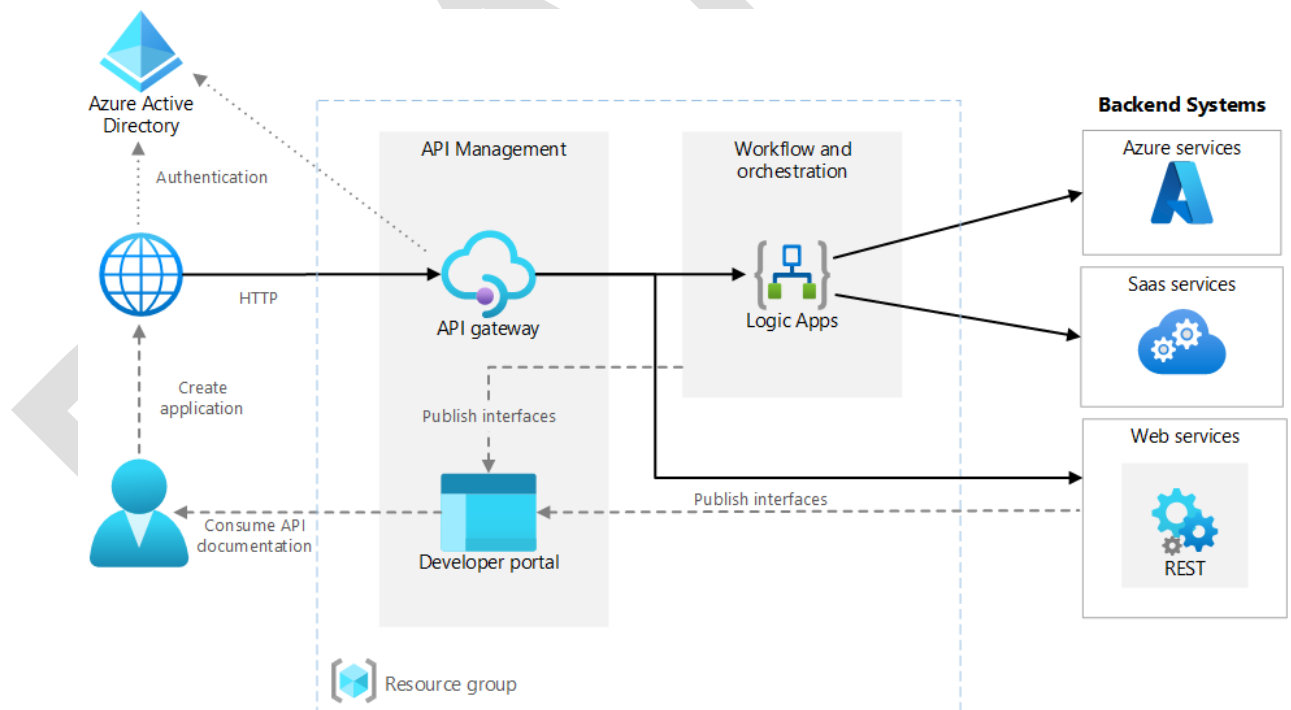 Azure Active
Directory
Authentication
HTTP
Create
application
Consume API
documentation
API Management
API gateway
Publish interfaces
Developer portal
Resource group
Workflow and
orchestration
Logic Apps
Publish interfaces
Backend Systems
Azure services
Saas services
Web services
REST